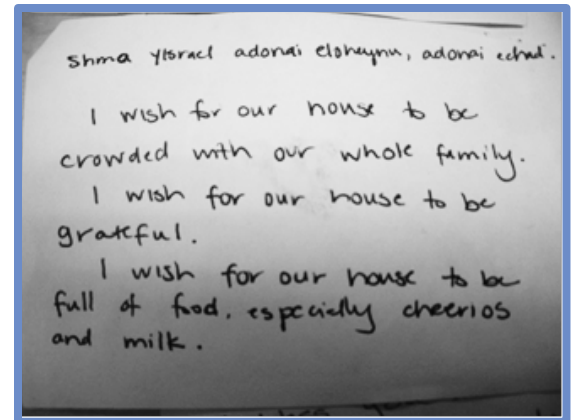 Shma Yisrael adonai eloheynu, adonai echad.
I wish for our house to be
crowded with our whole family.
I wish for our house to be
grateful.
I wish for our house to be
full of food, especially cheerios
and milk.